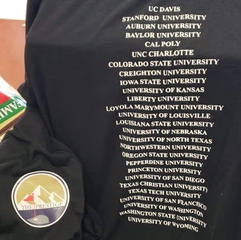 UC DAVIS
STANFORD UNIVERSITY
AUBURN UNIVERSITY
BAYLOR UNIVERSITY
CAL POLY
UNC CHARLOTTE
COLORADO STATE UNIVERSITY
CREIGHTON UNIVERSITY
IOWA STATE UNIVERSITY
UNIVERSITY OF KANSAS
LIBERTY UNIVERSITY
LOYOLA MARYMOUNT UNIVERSITY
UNIVERSITY OF LOUISVILLE
LOUISIANA STATE UNIVERSITY
UNIVERSITY OF NEBRASKA
UNIVERSITY OF NORTH TEXAS
NORTHWESTERN UNIVERSITY
OREGON STATE UNIVERSITY
PEPPERDINE UNIVERSITY
PRINCETON UNIVERSITY
UNIVERSITY OF SAN DIEGO
TEXAS CHRISTIAN UNIVERSITY
TEXAS TECH UNIVERSITY
UNIVERSITY OF SAN FRANCISCO
UNIVERSITY OF WASHINGTON
WASHINGTON STATE UNIVERSITY
UNIVERSITY OF WYOMING